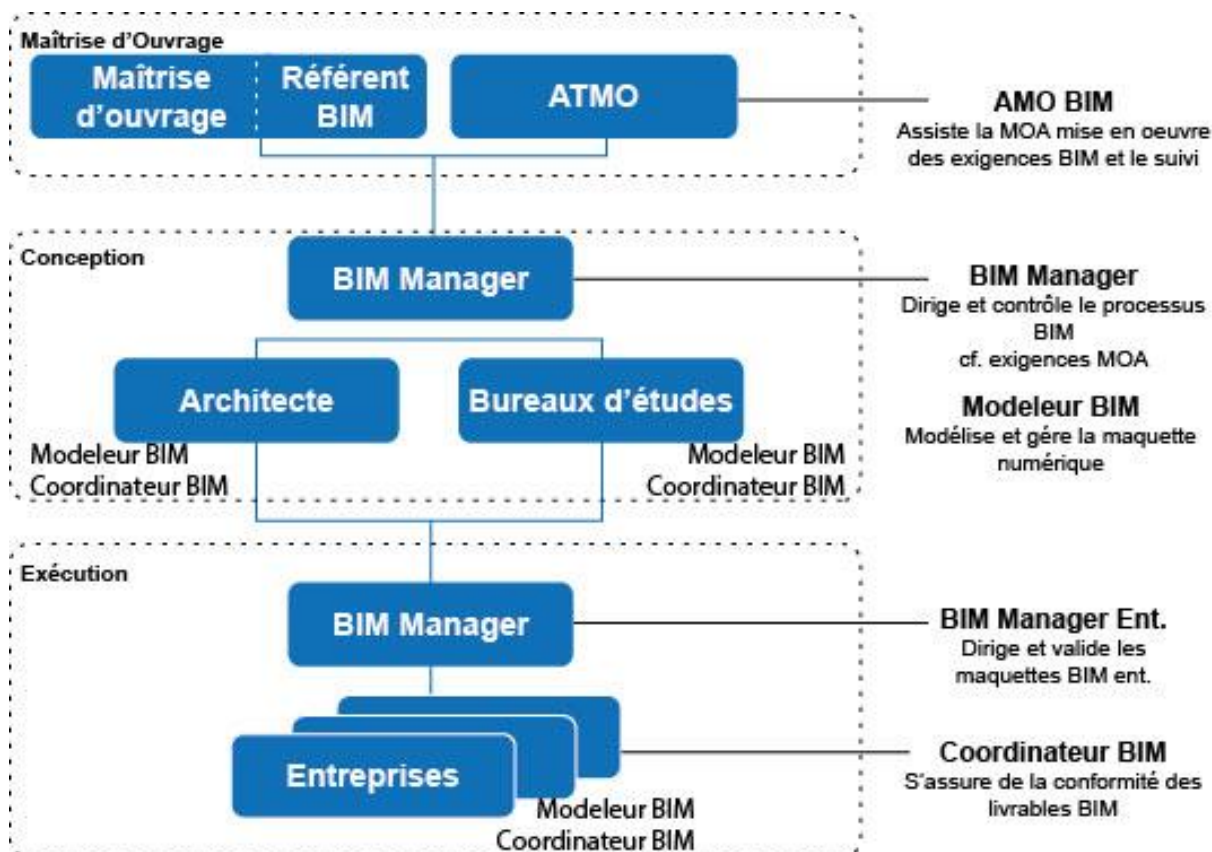 Maîtrise d'Ouvrage
Maîtrise
d'ouvrage
Référent
BIM
ATMO
AMO BIM
Assiste la MOA mise en oeuvre
des exigences BIM et le suivi
Conception
BIM Manager
BIM Manager
Dirige et contrôle le processus
BIM
cf. exigences MOA
Architecte
Bureaux d'études
Modeleur BIM
Coordinateur BIM
Modeleur BIM
Coordinateur BIM
Modeleur BIM
Modélise et gére la maquette
numérique
Exécution
BIM Manager
BIM Manager Ent.
Dirige et valide les
maquettes BIM ent.
Entreprises
Modeleur BIM
Coordinateur BIM
Coordinateur BIM
S'assure de la conformité des
livrables BIM